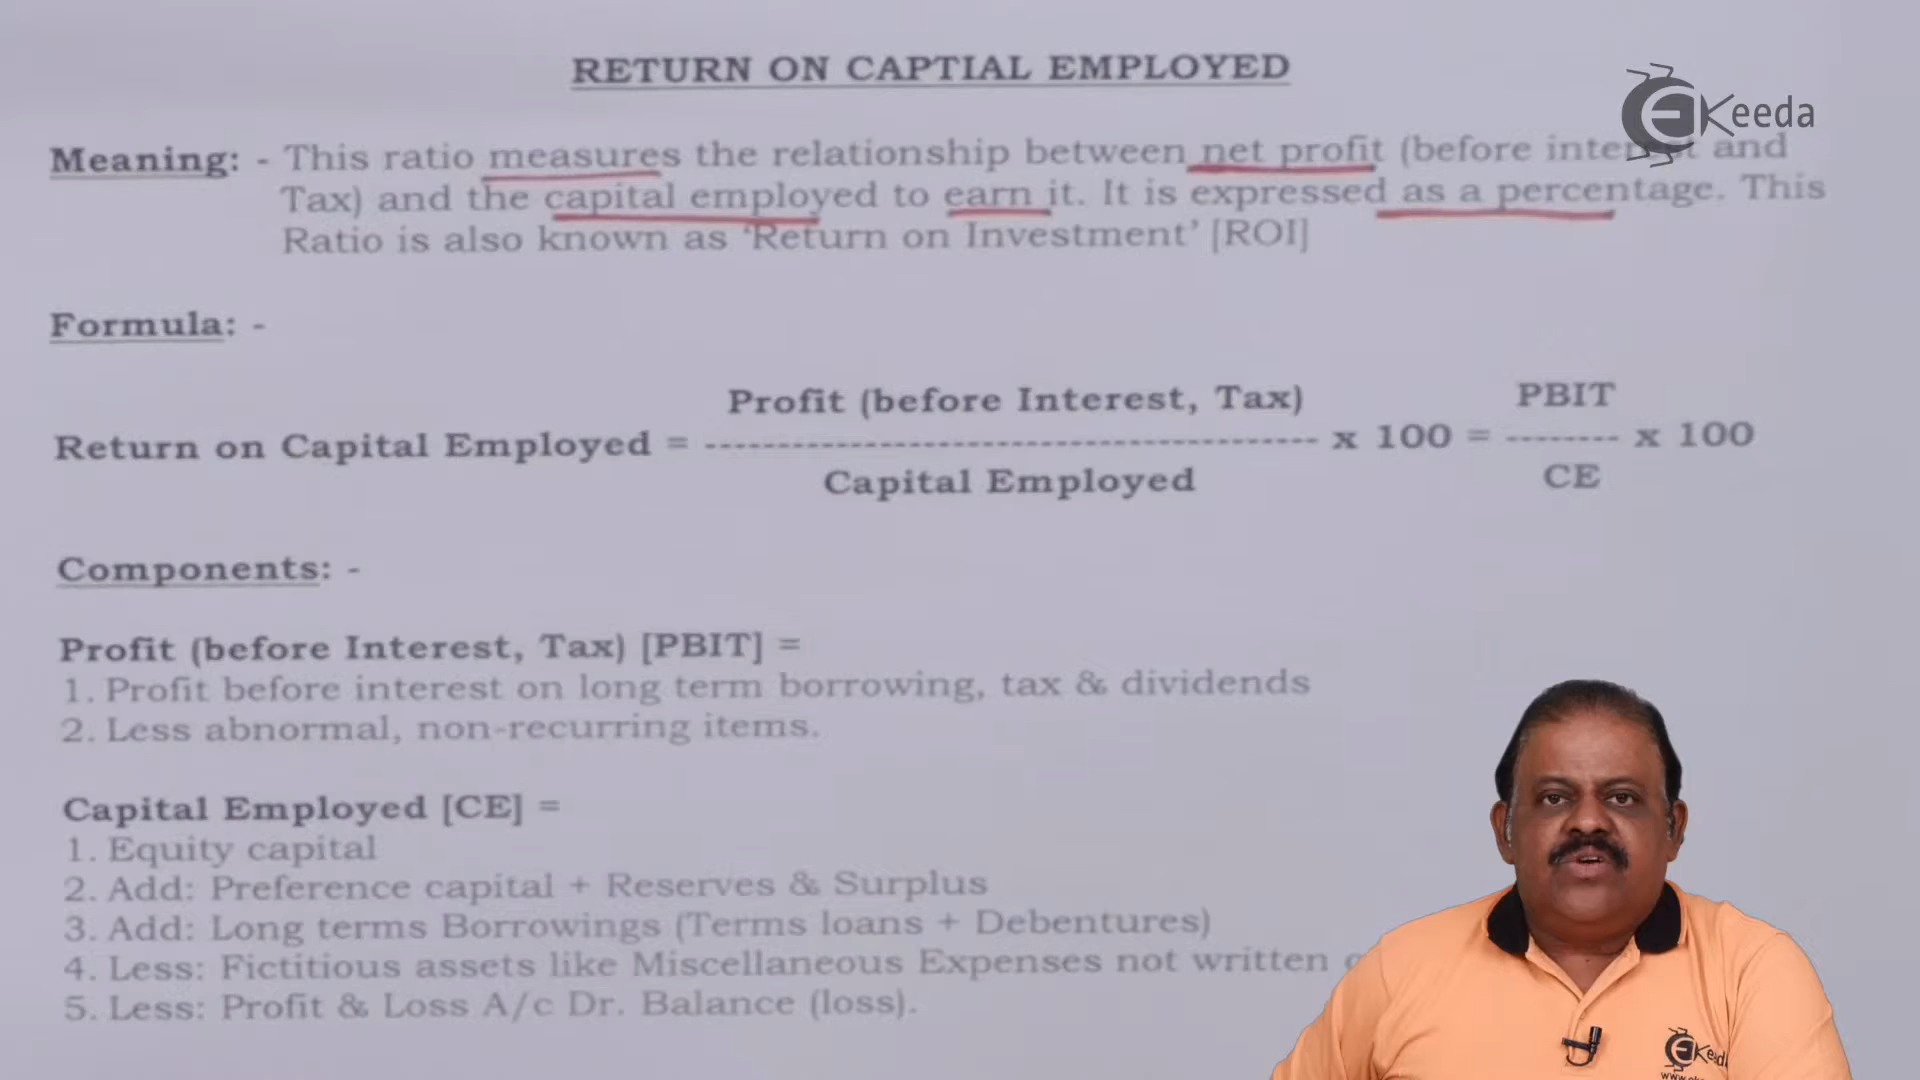 RETURN ON CAPTIAL EMPLOYED
Keeda
Meaning: - This ratio measures the relationship between net profit (before interest and
Tax) and the capital employed to earn it. It is expressed as a percentage. This
Ratio is also known as ‘Return on Investment’ [ROI]
Formula: -
Profit (before Interest, Tax) PBIT
Return on Capital Employed = ------------------------------------------- x 100 = -------- x 100
Capital Employed CE
Components: -
Profit (before Interest, Tax) [PBIT] =
1. Profit before interest on long term borrowing, tax & dividends
2. Less abnormal, non-recurring items.
Capital Employed [CE] =
1. Equity capital
2. Add: Preference capital + Reserves & Surplus
3. Add: Long terms Borrowings (Terms loans + Debentures)
4. Less: Fictitious assets like Miscellaneous Expenses not written
5. Less: Profit & Loss A/c Dr. Balance (loss).